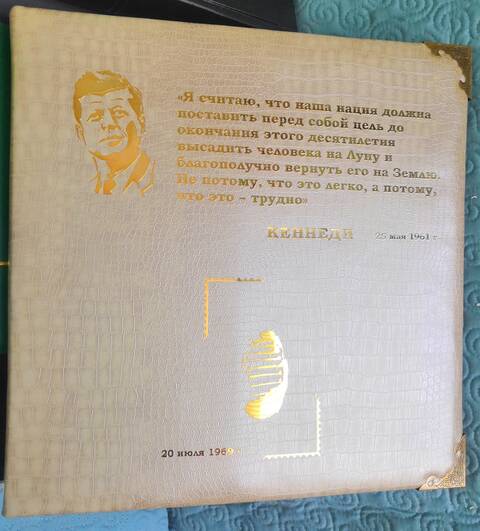 «Я считаю, что наша нация должна
поставить перед собой цель до
окончания этого десятилетия
высадить человека на Луну и
благополучно вернуть его на Землю.
Не потому, что это легко, а потому,
что это – трудно»
КЕННЕДИ 25 мая 1961 г
20 июля 1969 г